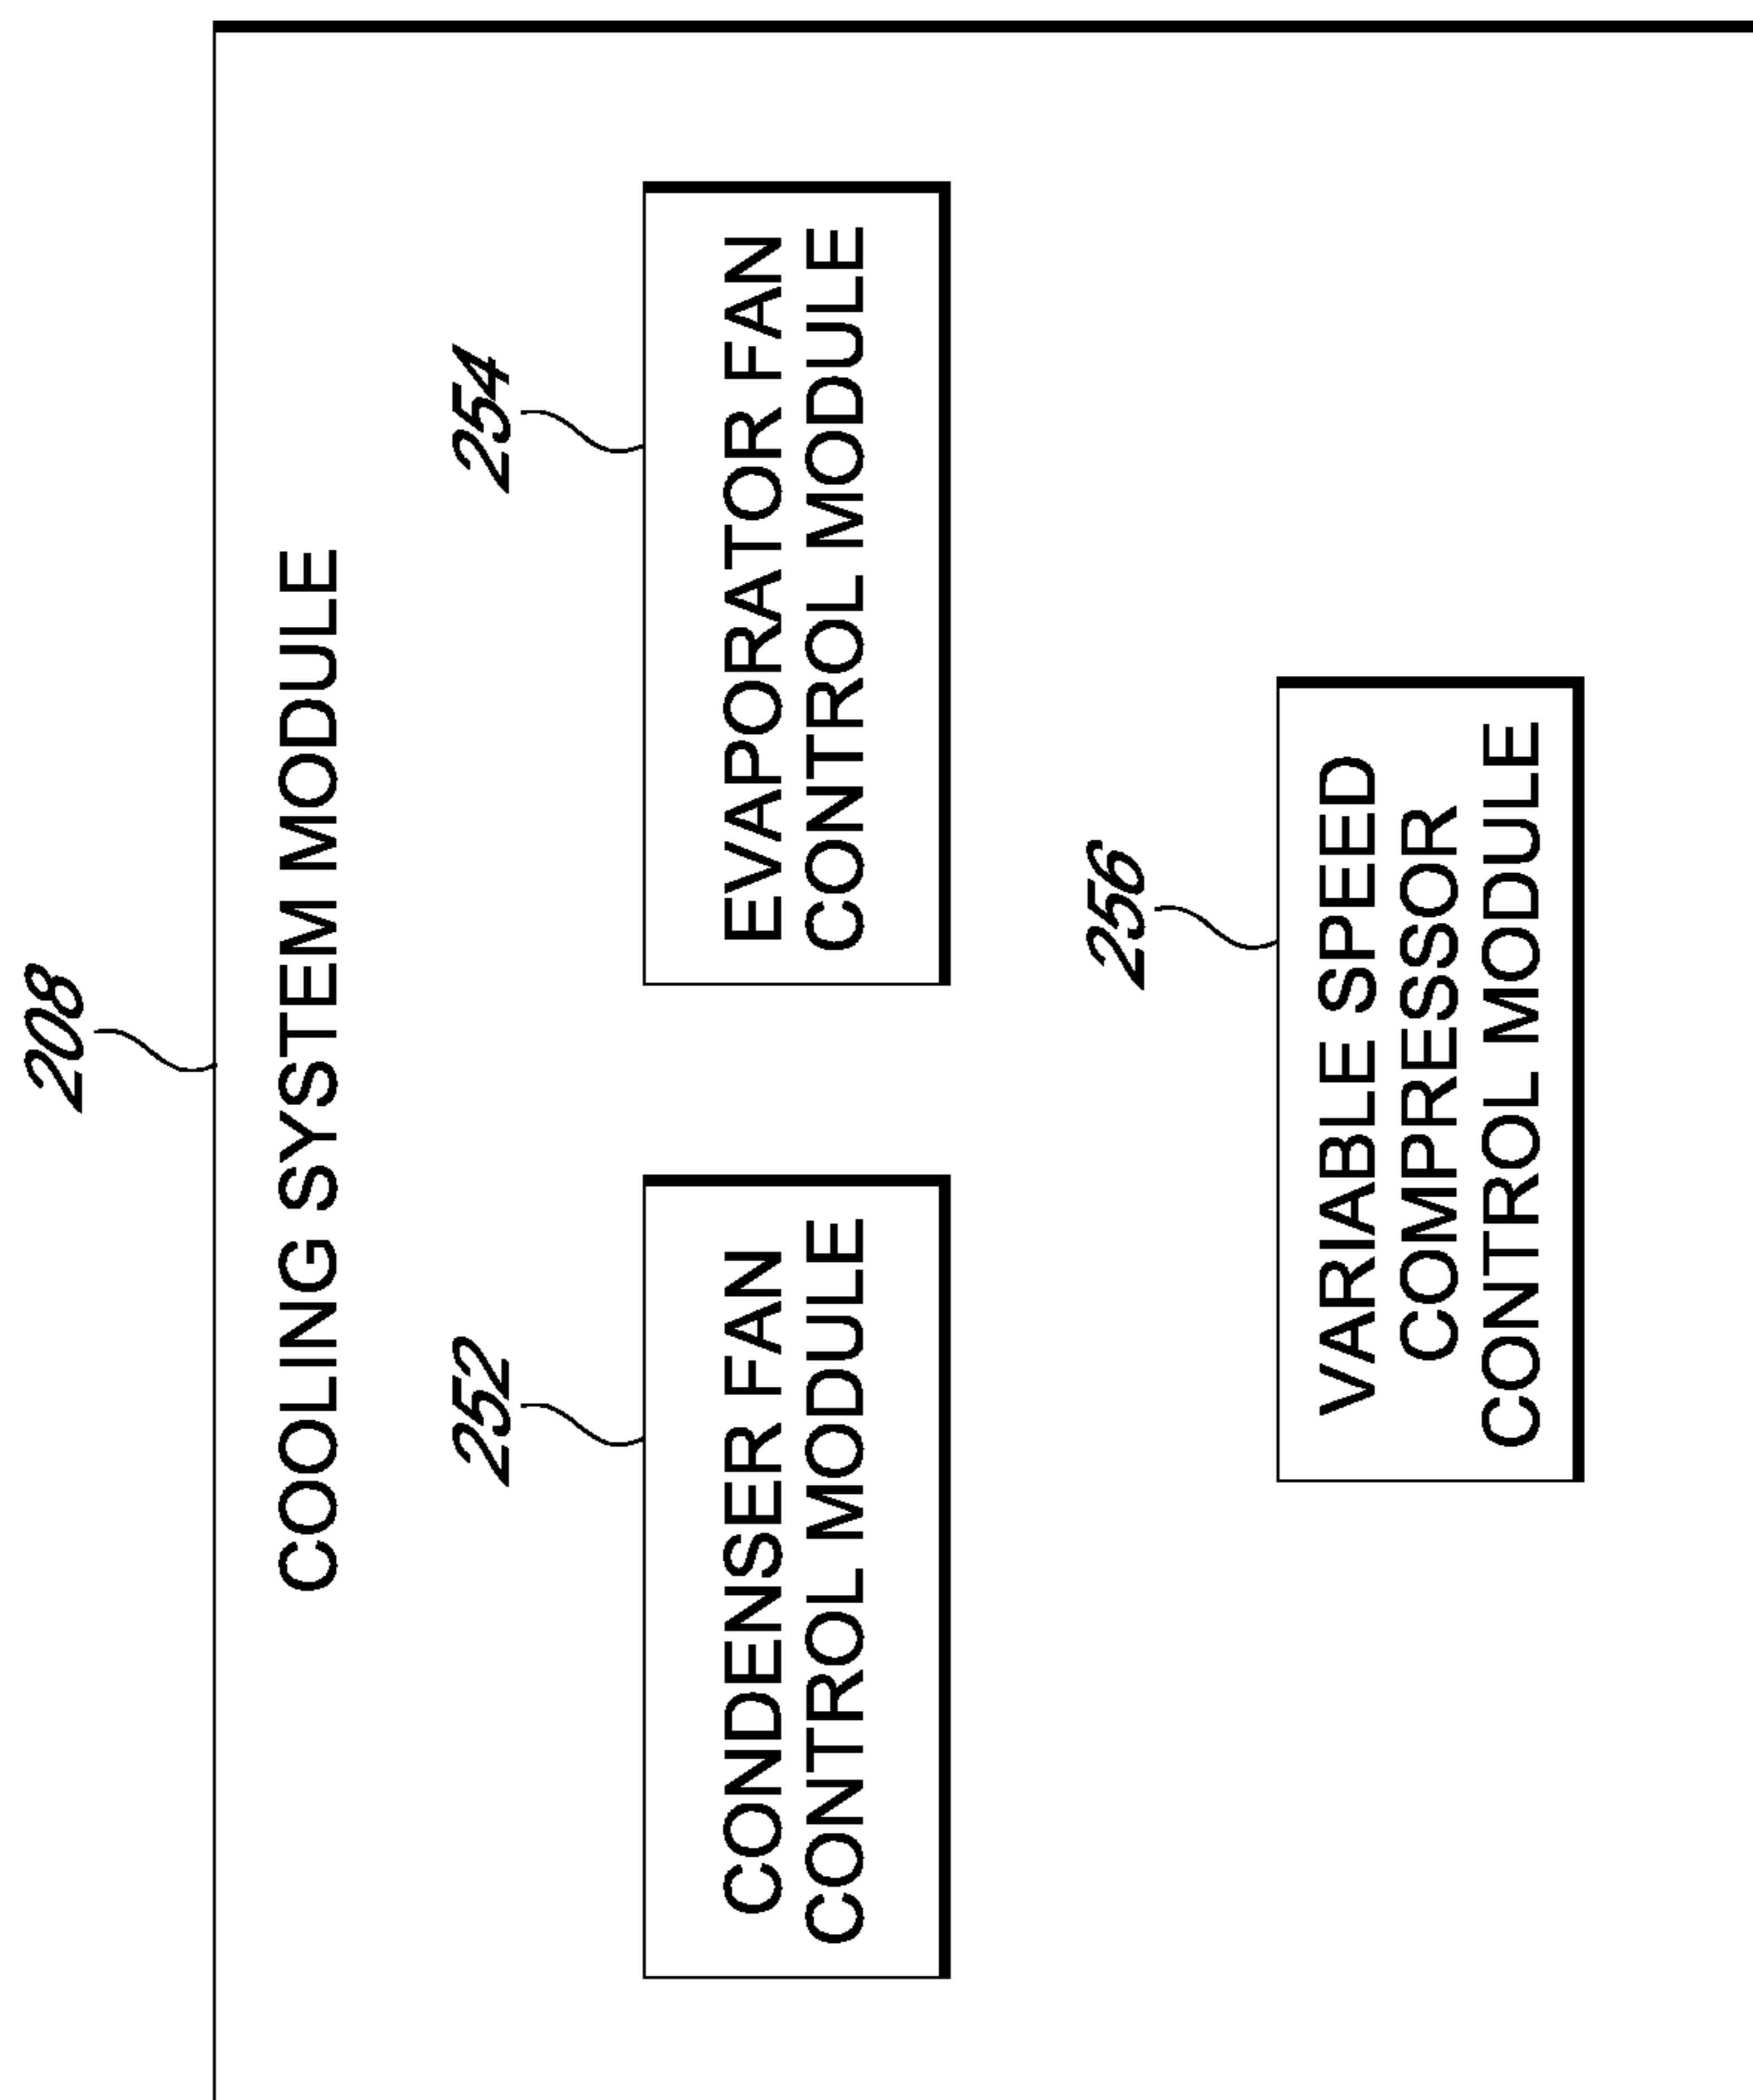 208
COOLING SYSTEM MODULE
252
CONDENSER FAN
CONTROL MODULE
254
EVAPORATOR FAN
CONTROL MODULE
256
VARIABLE SPEED
COMPRESSOR
CONTROL MODULE